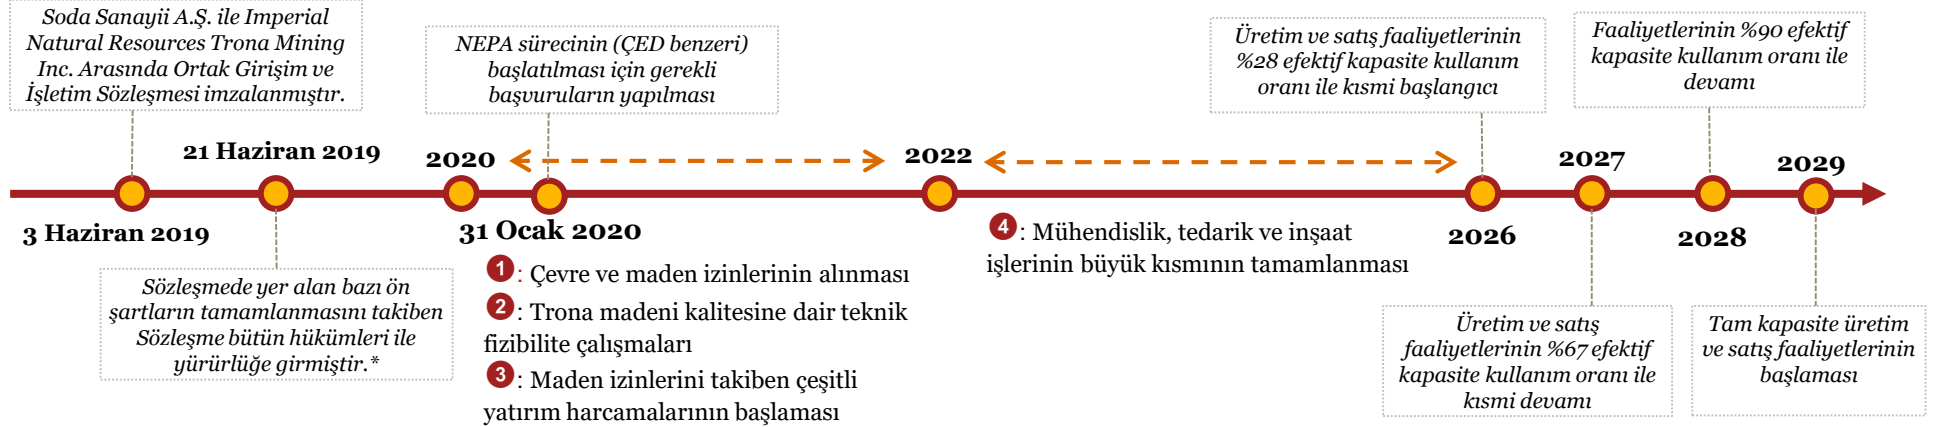 Soda Sanayii A.Ş. ile Imperial
Natural Resources Trona Mining
Inc. Arasında Ortak Girişim ve
İşletim Sözleşmesi imzalanmıştır.
NEPA sürecinin (ÇED benzeri)
başlatılması için gerekli
başvuruların yapılması
Üretim ve satış faaliyetlerinin
%28 efektif kapasite kullanım
oranı ile kısmi başlangıcı
Faaliyetlerinin %90 efektif
kapasite kullanım oranı ile
devamı
21 Haziran 2019
2020
2022
2027
2029
3 Haziran 2019
31 Ocak 2020
2026
2028
Sözleşmede yer alan bazı ön
şartların tamamlanmasını takiben
Sözleşme bütün hükümleri ile
yürürlüğe girmiştir.*
1: Çevre ve maden izinlerinin alınması
2: Trona madeni kalitesine dair teknik
fizibilite çalışmaları
3: Maden izinlerini takiben çeşitli
yatırım harcamalarının başlaması
4: Mühendislik, tedarik ve inşaat
işlerinin büyük kısmının tamamlanması
Üretim ve satış
faaliyetlerinin %67 efektif
kapasite kullanım oranı ile
kısmi devamı
Tam kapasite üretim
ve satış faaliyetlerinin
başlaması